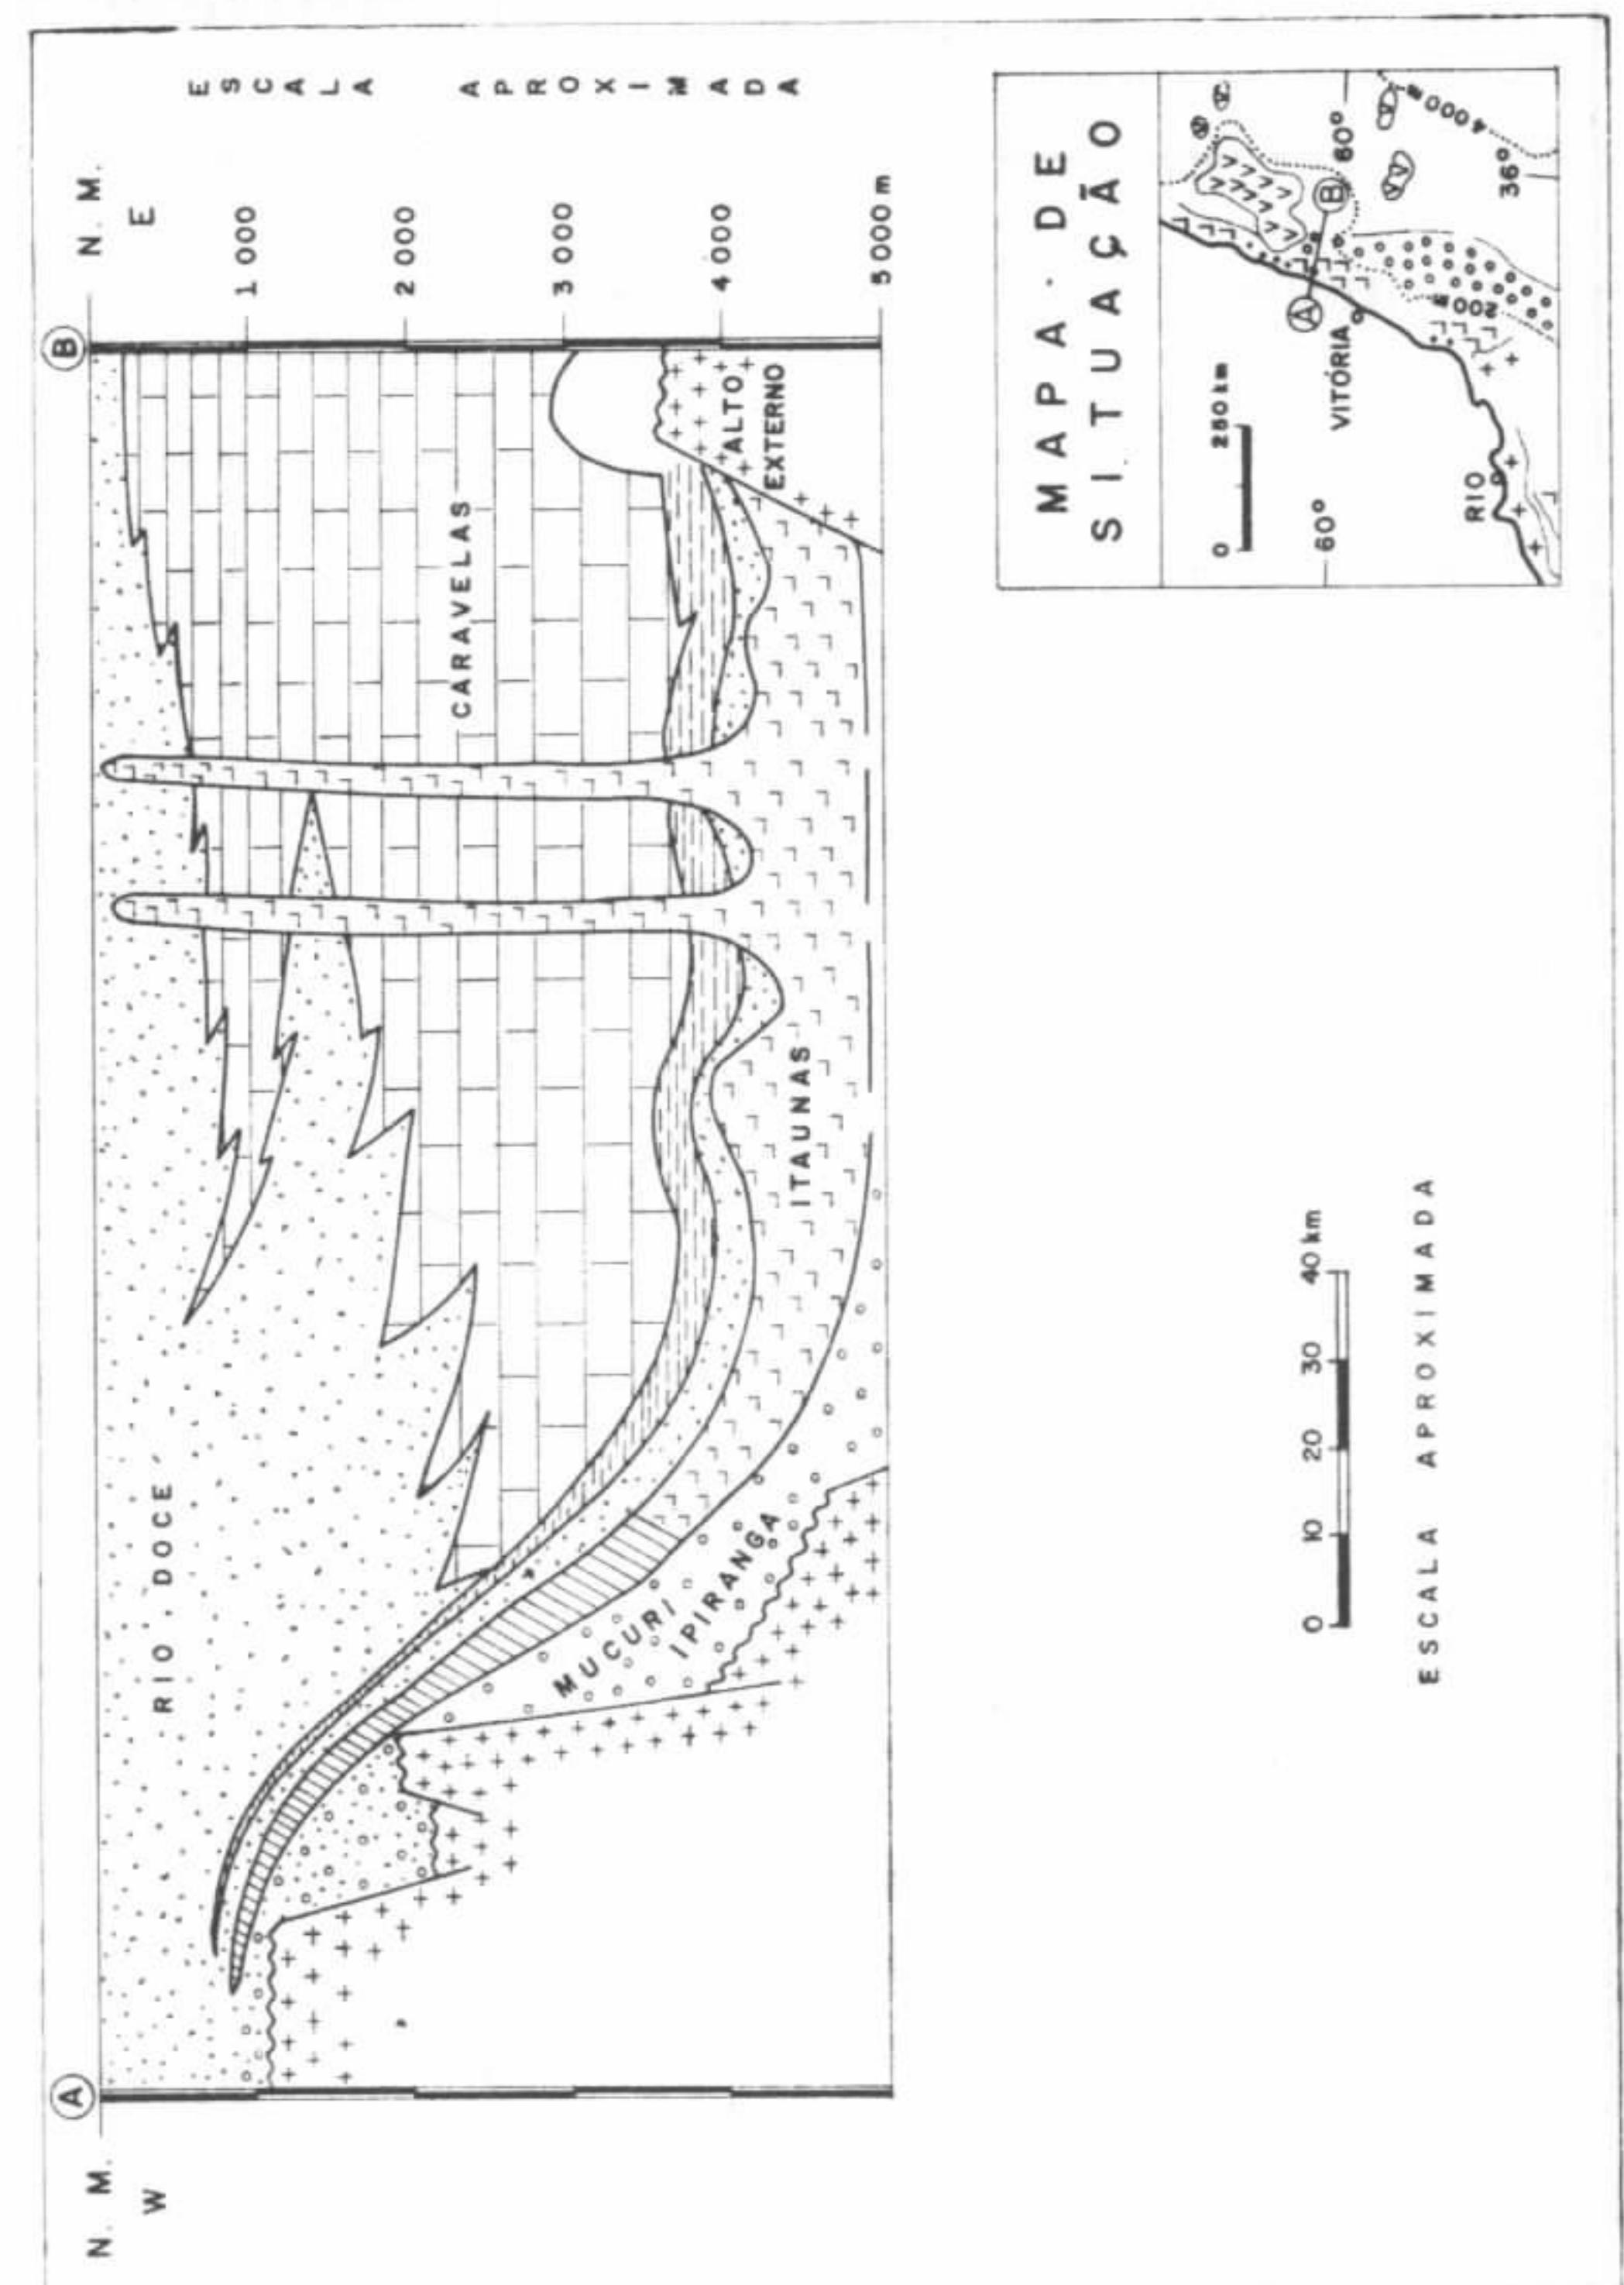 N. M.
W
A
B
N. M.
E
1 000
2 000
3 000
4 000
5 000 m
ESCALA APROXIMADA
RIO DOCE
CARAVELAS
ALTO
EXTERNO
ITAUNAS
MUCURI
IPIRANGA
0 10 20 30 40 km
ESCALA APROXIMADA
MAPA DE
SITUAÇÃO
0 250 km
60°
60°
A
B
VITÓRIA
200 m
4 000 m
36°
RIO